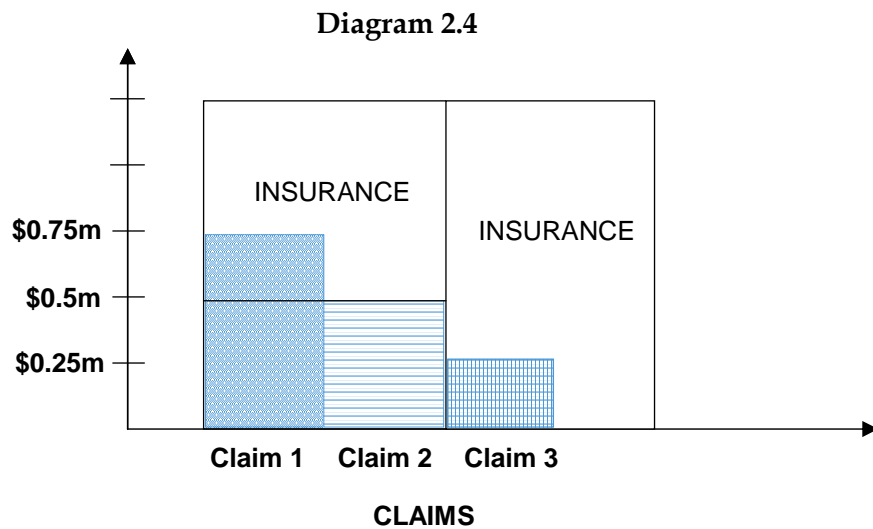 Diagram 2.4
INSURANCE
$0.75m
INSURANCE
$0.5m
$0.25m
Claim 1
Claim 2
Claim 3
CLAIMS